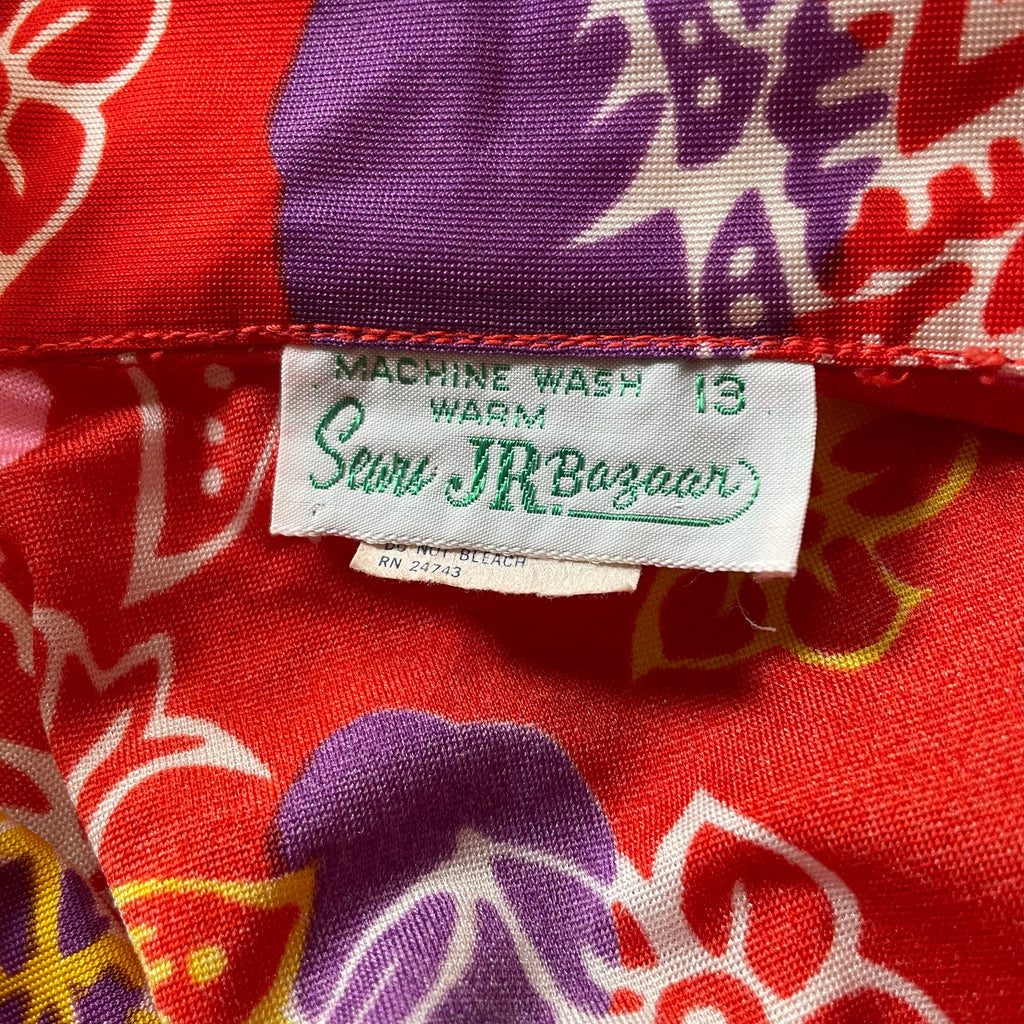 MACHINE WASH 13
WARM
Sears JR. Bazaar
DO NOT BLEACH
RN 24743